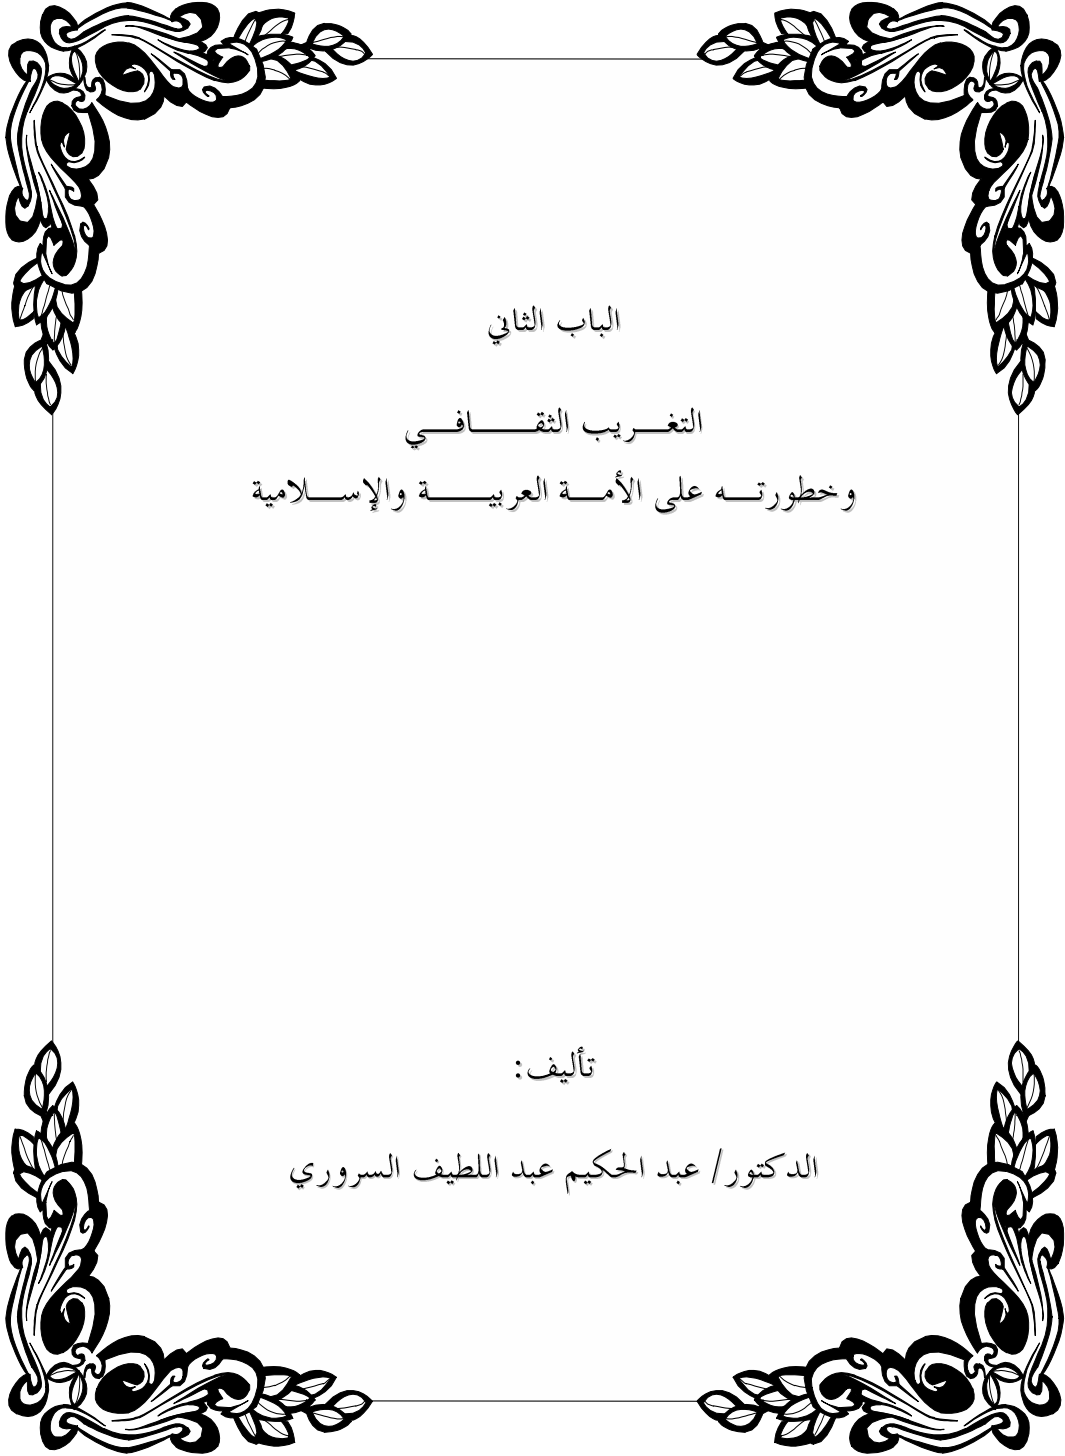 الباب الثاني
التغريب الثقافي
وخطورته على الأمة العربية والإسلامية
تأليف:
الدكتور/ عبد الحكيم عبد اللطيف السروري